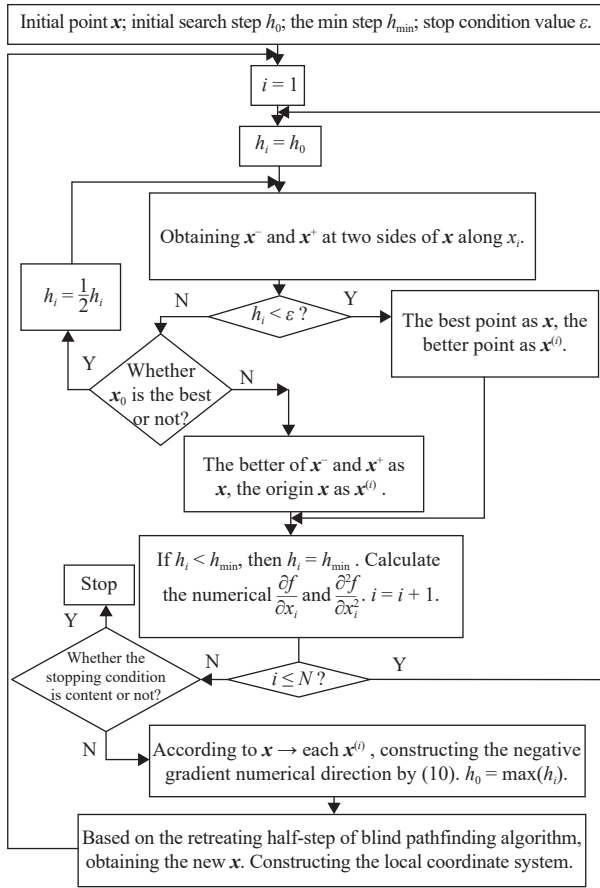 Initial point x; initial search step h₀; the min step hₘᵢₙ; stop condition value ε.
i = 1
hᵢ = h₀
Obtaining x⁻ and x⁺ at two sides of x along xᵢ.
hᵢ = 1/2 hᵢ
N
hᵢ < ε ?
Y
The best point as x, the
better point as x⁽ⁱ⁾.
Y
Whether
x₀ is the best
or not?
N
The better of x⁻ and x⁺ as
x, the origin x as x⁽ⁱ⁾ .
If hᵢ < hₘᵢₙ, then hᵢ = hₘᵢₙ . Calculate
the numerical ∂f/∂xᵢ and ∂²f/∂xᵢ². i = i + 1.
Stop
Y
Whether the
stopping condition
is content or not?
N
i ≤ N ?
Y
N
According to x → each x⁽ⁱ⁾ , constructing the negative
gradient numerical direction by (10). h₀ = max(hᵢ).
Based on the retreating half-step of blind pathfinding algorithm,
obtaining the new x. Constructing the local coordinate system.